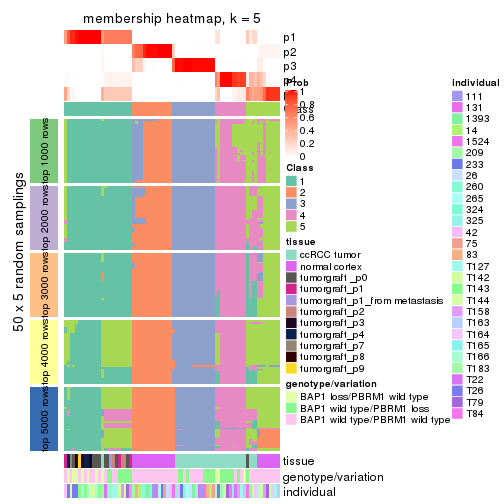 membership heatmap, k = 5
p1
p2
p3
p4
Prob
1
0.8
0.6
0.4
0.2
0
Class
1
2
3
4
5
tissue
ccRCC tumor
normal cortex
tumorgraft _p0
tumorgraft_p1
tumorgraft_p1_from metastasis
tumorgraft_p2
tumorgraft_p3
tumorgraft_p4
tumorgraft_p7
tumorgraft_p8
tumorgraft_p9
genotype/variation
BAP1 loss/PBRM1 wild type
BAP1 wild type/PBRM1 loss
BAP1 wild type/PBRM1 wild type
individual
111
131
1393
14
1524
209
233
26
260
265
324
325
42
75
83
T127
T142
T143
T144
T158
T163
T164
T165
T166
T183
T22
T26
T79
T84
50 x 5 random samplings
top 1000 rows
top 2000 rows
top 3000 rows
top 4000 rows
top 5000 rows
tissue
genotype/variation
individual